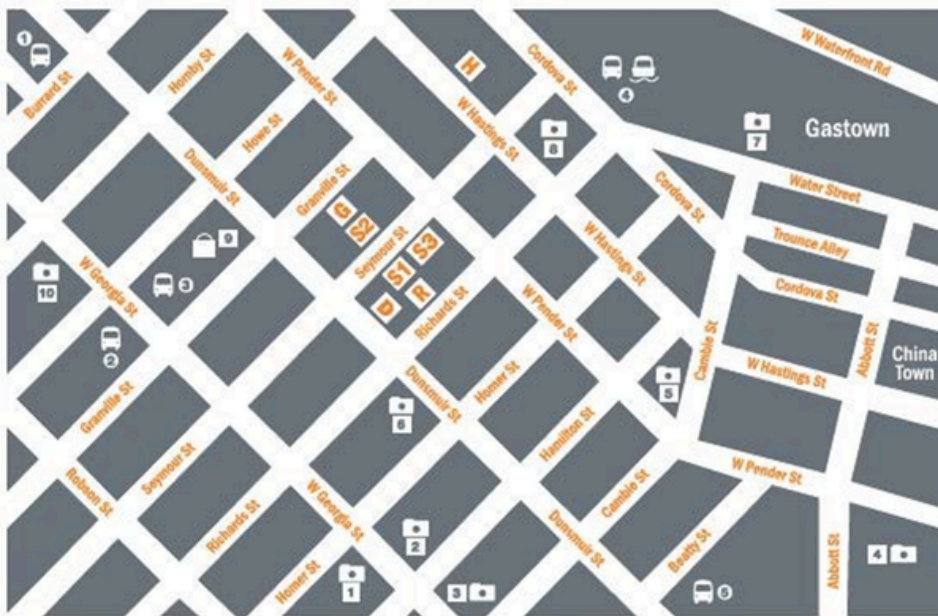 1
Burrard St
Hornby St
W Pender St
H
Cordova St
W Waterfront Rd
4
Howe St
W Hastings St
8
7
Gastown
Dunsmuir St
Granville St
G
S2
Cordova St
Water Street
9
Seymour St
S3
S1
R
D
W Hastings St
Trounce Alley
10
W Georgia St
3
Cordova St
2
Richards St
W Pender St
Cambie St
Abbott St
China
Town
W Hastings St
Granville St
6
Dunsmuir St
Homer St
5
Hamilton St
Robson St
Seymour St
W Pender St
Richards St
W Georgia St
Cambie St
2
Dunsmuir St
Beatty St
Abbott St
4
Homer St
1
3
5